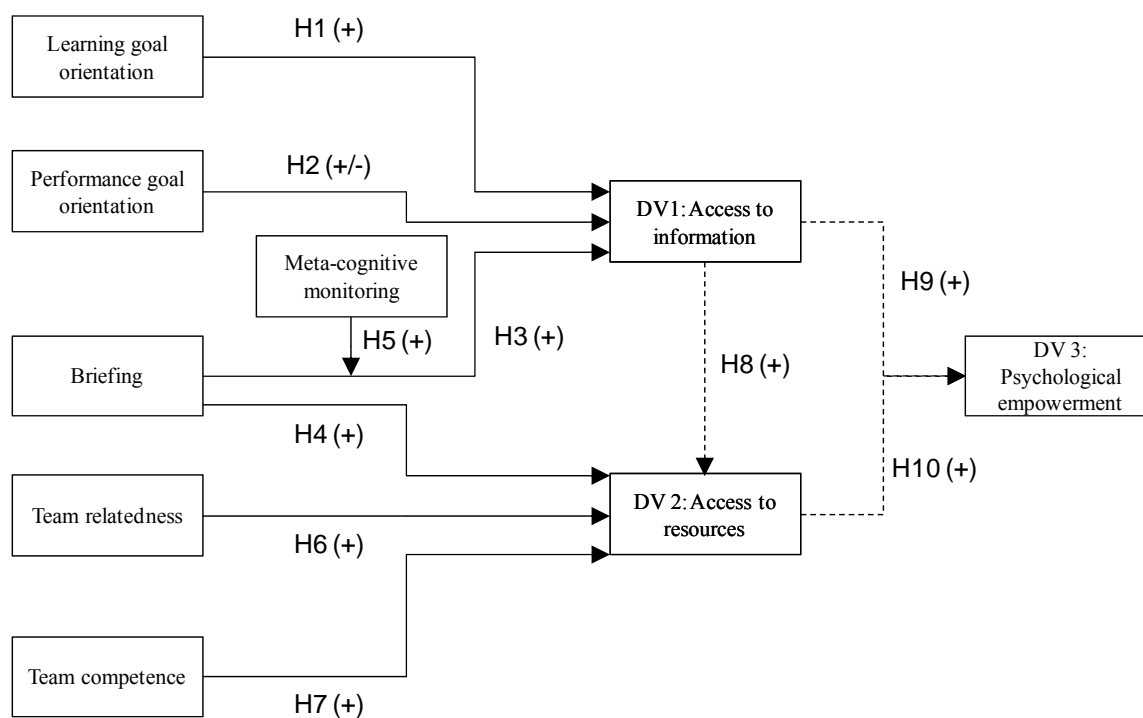 H1 (+)
Learning goal
orientation
H2 (+/-)
Performance goal
orientation
DV1: Access to
information
Meta-cognitive
monitoring
H9 (+)
H5 (+)
H3 (+)
Briefing
H8 (+)
DV 3:
Psychological
empowerment
H4 (+)
H10 (+)
Team relatedness
DV 2: Access to
resources
H6 (+)
Team competence
H7 (+)